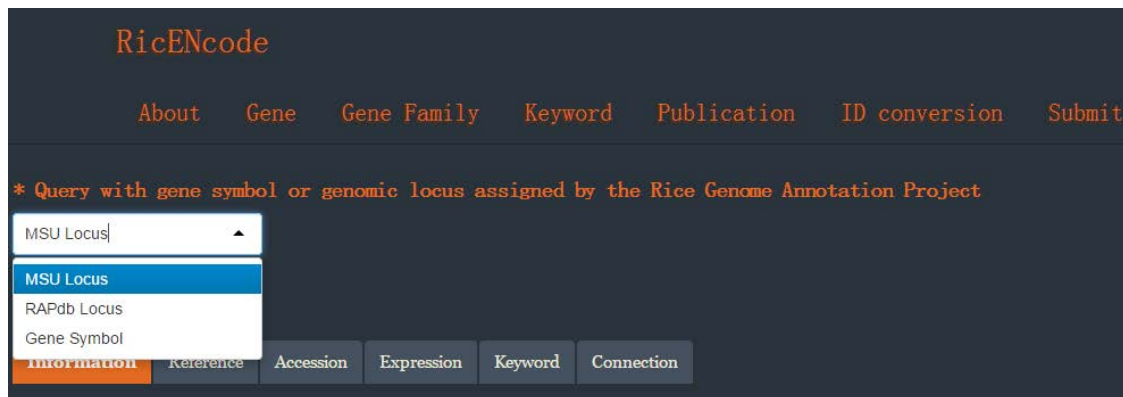 RicENcode
About Gene Gene Family Keyword Publication ID conversion Submit
* Query with gene symbol or genomic locus assigned by the Rice Genome Annotation Project
MSU Locus
MSU Locus
RAPdb Locus
Gene Symbol
Information Reference Accession Expression Keyword Connection